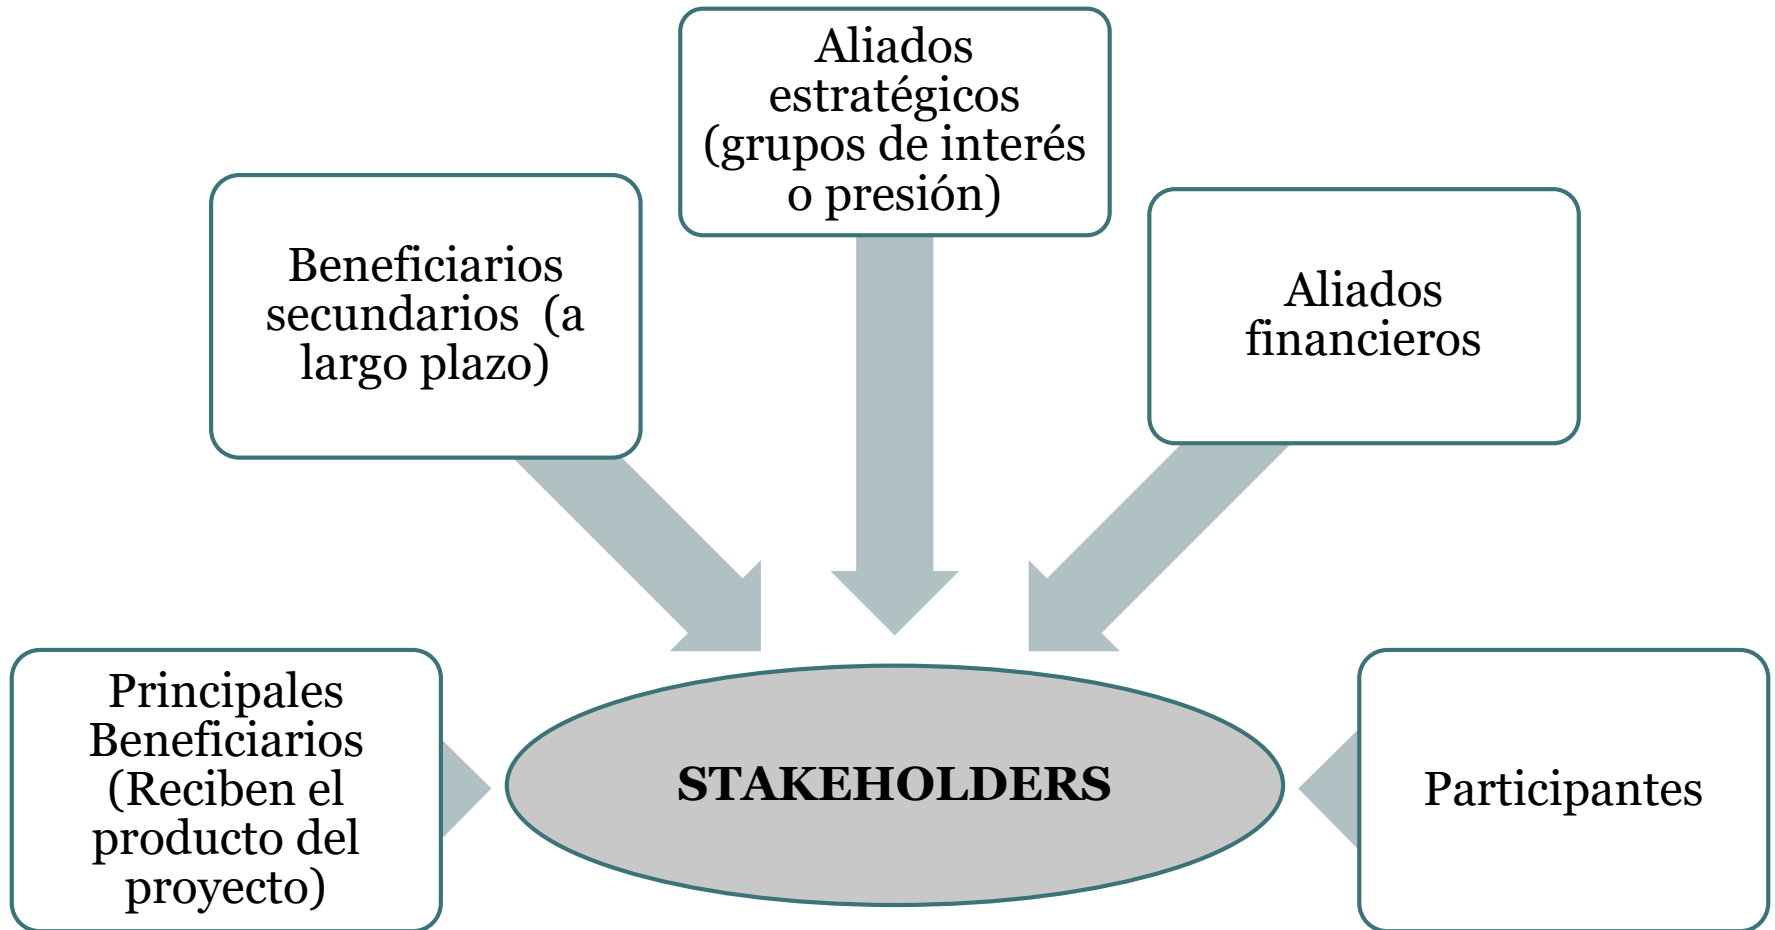 Aliados
estratégicos
(grupos de interés
o presión)
Beneficiarios
secundarios (a
largo plazo)
Aliados
financieros
Principales
Beneficiarios
(Reciben el
producto del
proyecto)
STAKEHOLDERS
Participantes